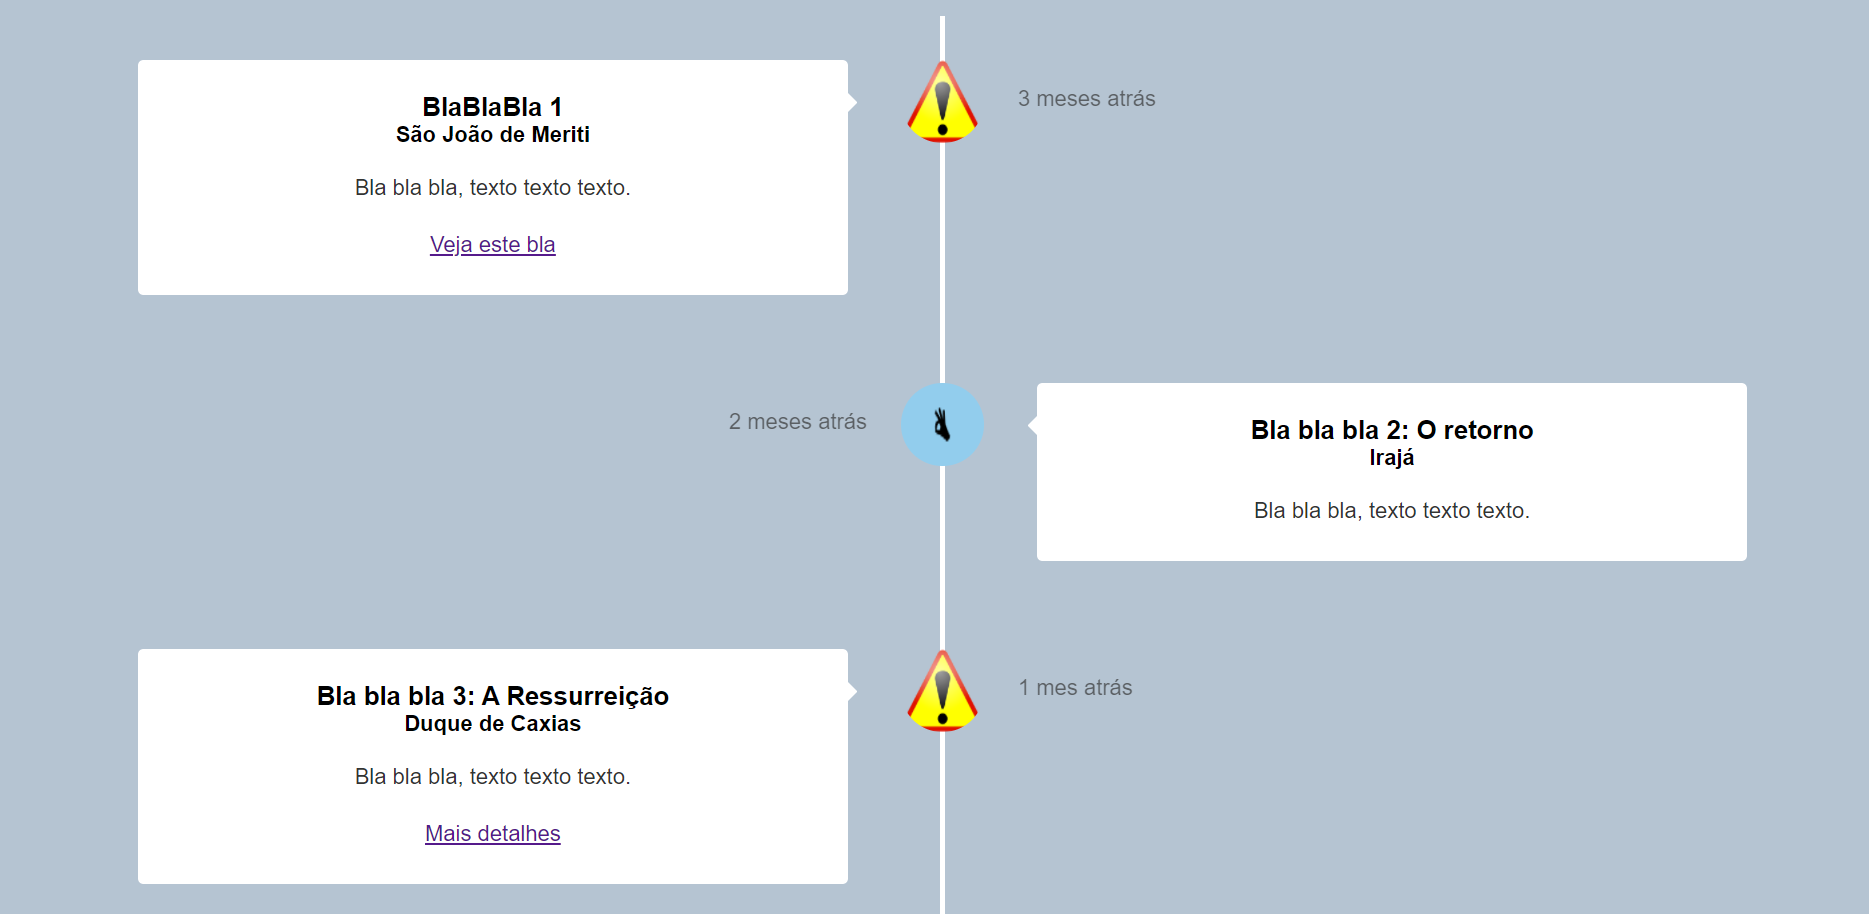 BlaBlaBla 1
São João de Meriti
Bla bla bla, texto texto texto.
Veja este bla
3 meses atrás
2 meses atrás
Bla bla bla 2: O retorno
Irajá
Bla bla bla, texto texto texto.
Bla bla bla 3: A Ressurreição
Duque de Caxias
Bla bla bla, texto texto texto.
Mais detalhes
1 mes atrás